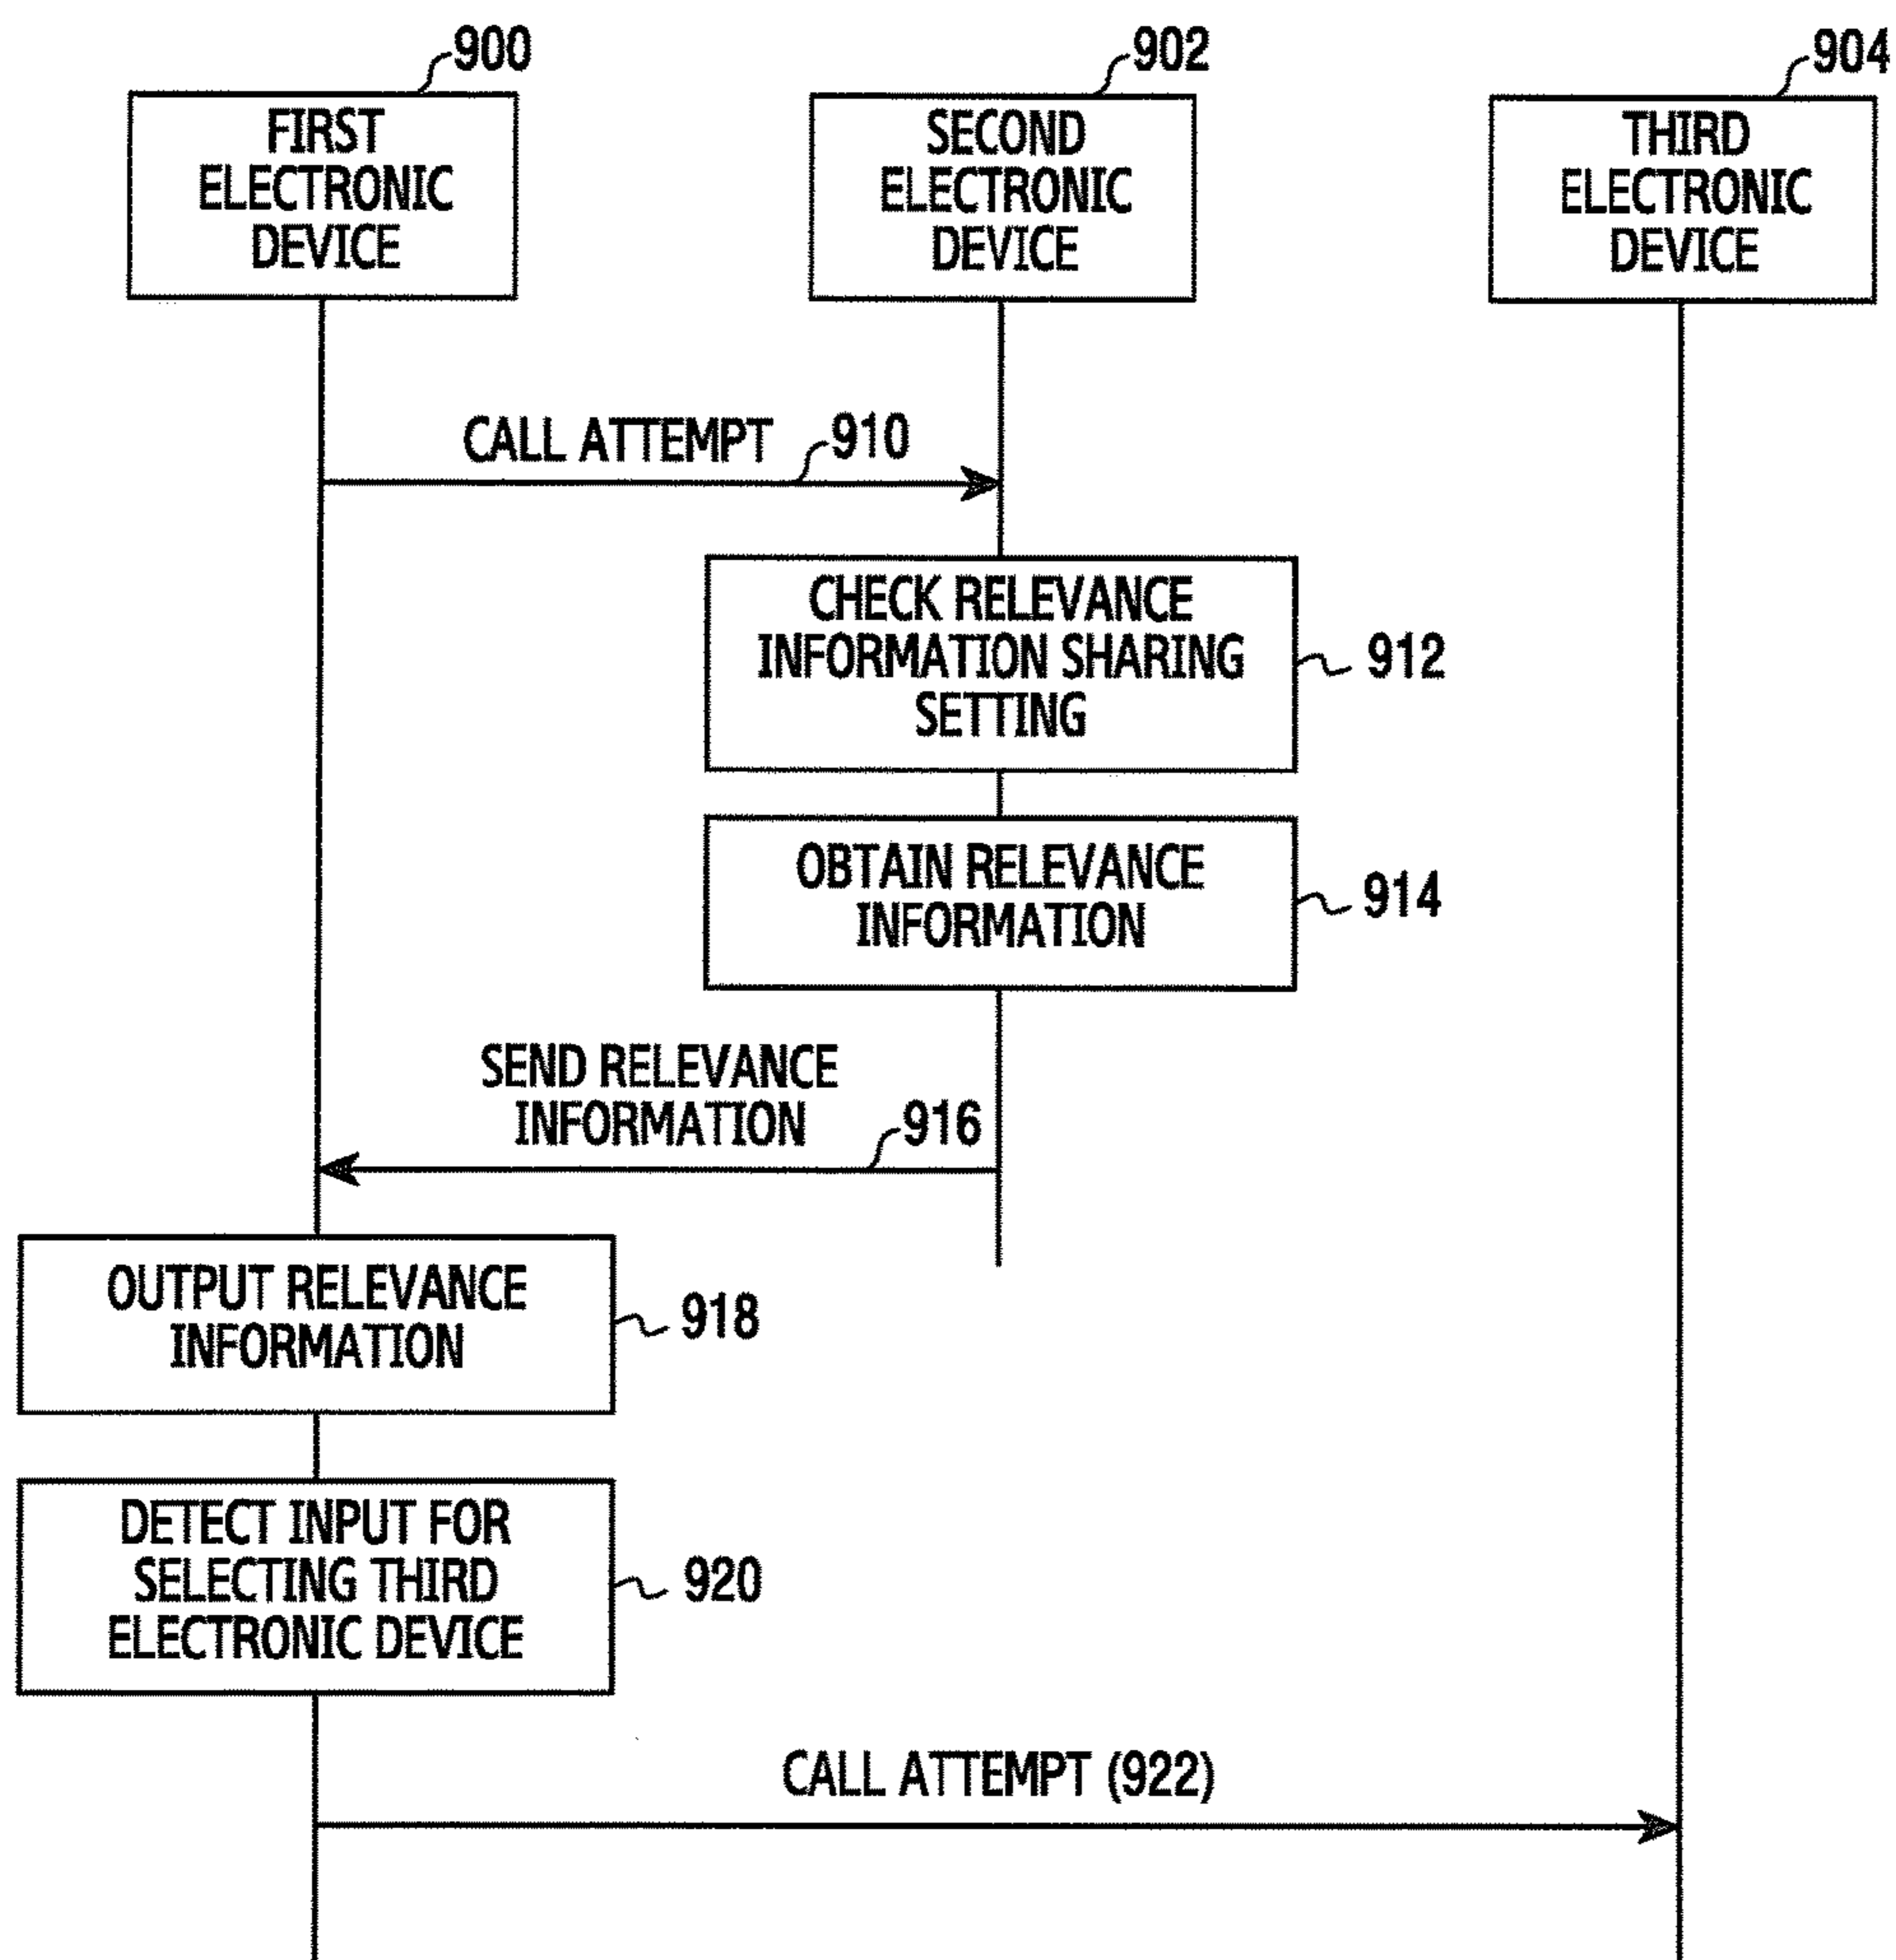 900
902
904
FIRST
ELECTRONIC
DEVICE
SECOND
ELECTRONIC
DEVICE
THIRD
ELECTRONIC
DEVICE
CALL ATTEMPT
910
CHECK RELEVANCE
INFORMATION SHARING
SETTING
912
OBTAIN RELEVANCE
INFORMATION
914
SEND RELEVANCE
INFORMATION
916
OUTPUT RELEVANCE
INFORMATION
918
DETECT INPUT FOR
SELECTING THIRD
ELECTRONIC DEVICE
920
CALL ATTEMPT (922)